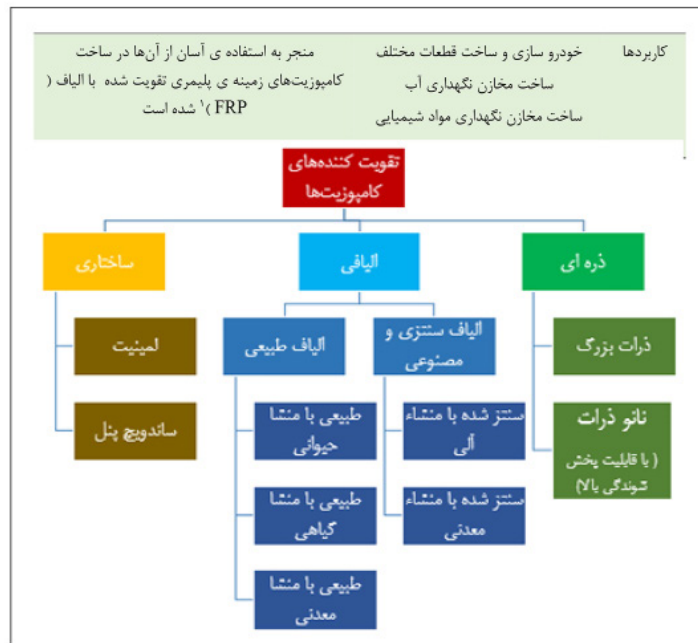 کاربردها
خودرو سازی و ساخت قطعات مختلف
ساخت مخازن نگهداری آب
ساخت مخازن نگهداری مواد شیمیایی
منجر به استفاده ی آسان از آن‌ها در ساخت
کامپوزیت‌های زمینه ی پلیمری تقویت شده با الیاف (
FRP )۱ شده است
تقویت کننده‌های
کامپوزیت‌ها
ذره ای
الیافی
ساختاری
ذرات بزرگ
نانو ذرات
( با قابلیت پخش
شوندگی بالا)
الیاف سنتزی و
مصنوعی
سنتز شده با منشاء
آلی
سنتز شده با منشاء
معدنی
الیاف طبیعی
طبیعی با منشا
حیوانی
طبیعی با منشا
گیاهی
طبیعی با منشا
معدنی
لمینیت
ساندویچ پنل